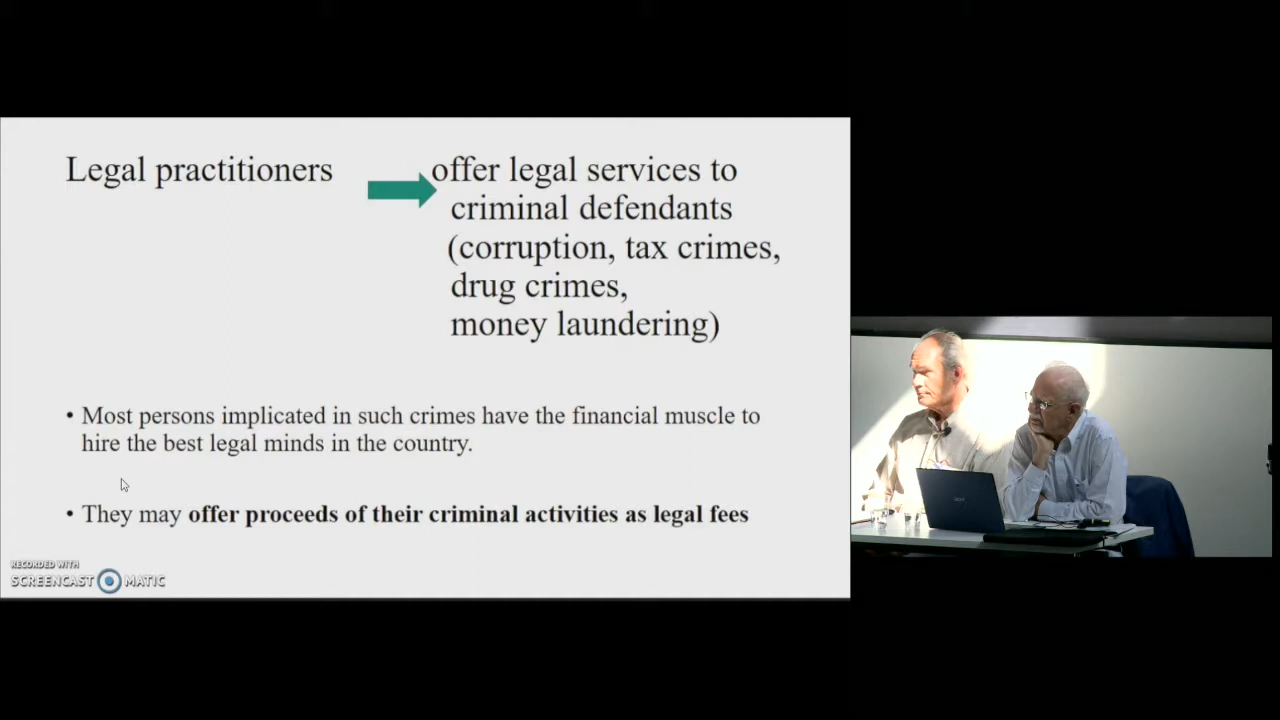 Legal practitioners
offer legal services to
criminal defendants
(corruption, tax crimes,
drug crimes,
money laundering)
• Most persons implicated in such crimes have the financial muscle to
hire the best legal minds in the country.
• They may offer proceeds of their criminal activities as legal fees
RECORDED WITH
SCREENCAST MATIC
acer